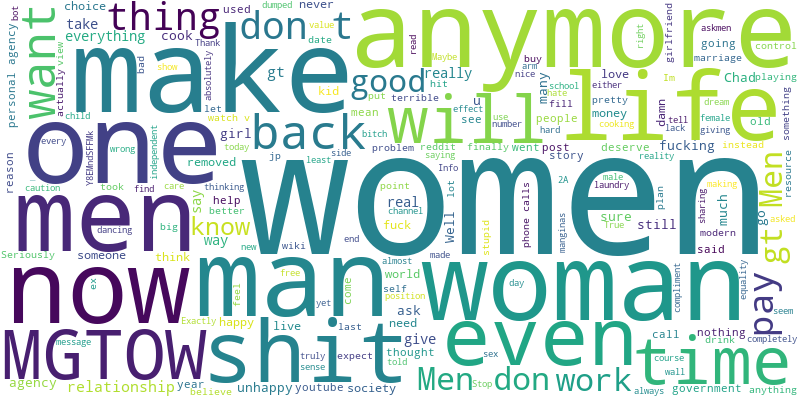 choice
used
never
askmen
bot
thing
everything
take
cook
want
don t
anymore
dumped
value
Thank
date
read
Maybe
girlfriend
right
going
marriage
control
personal agency
view
actually
bad
show
absolutely
let
make
gt
kid
watch v
good
really
hit
buy
arm
nice
many
school
either
love
Im
hate
fill
Chad
playing
damn
dream
tell
female
lack
giving
old
something
life
will
one
back
mean
put
terrible
bitch
effect
number
u
see
use
hard
pretty
money
people
cooking
fucking
instead
every
child
wrong
Y8EMndSFFMk
independent
removed
girl
today
problem
reddit
finally
went
post
deserve
reality
reason
caution
took
find
care
thinking
jp
least
side
saying
story
men
women
dancing
big
say
help
better
know
way
point
real
channel
fuck
Info
lot
Well
stupid
phone calls
manginas
2A
male
laundry
True
sure
plan
still
sharing
much
making
modern
said
go
Men
gt
resource
asked
Seriously
someone
think
new
wiki
end
made
day
compliment
equality
nothing
seem
completely
pay
now
man
woman
ex
feel
free
yet
come
almost
world
self
position
ask
need
MGTOW
message
Exactly
happy
live
last
truly
sense
expect
thought
told
give
shit
even
sex
call
drink
course
wall
time
agency
relationship
year
believe
unhappy
youtube
society
Men
Stop
don
work
always
government
anything